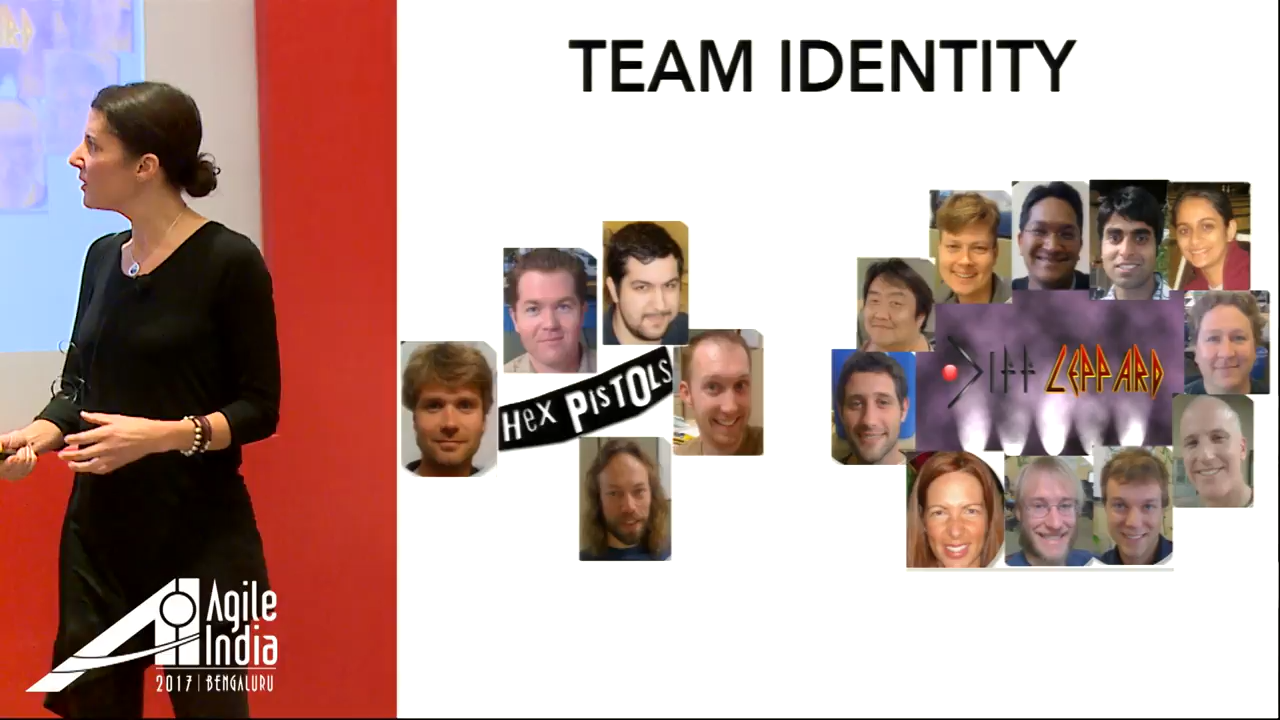 TEAM IDENTITY
HEX PISTOLS
DIFF LEPPARD
Agile
India
2017 | BENGALURU